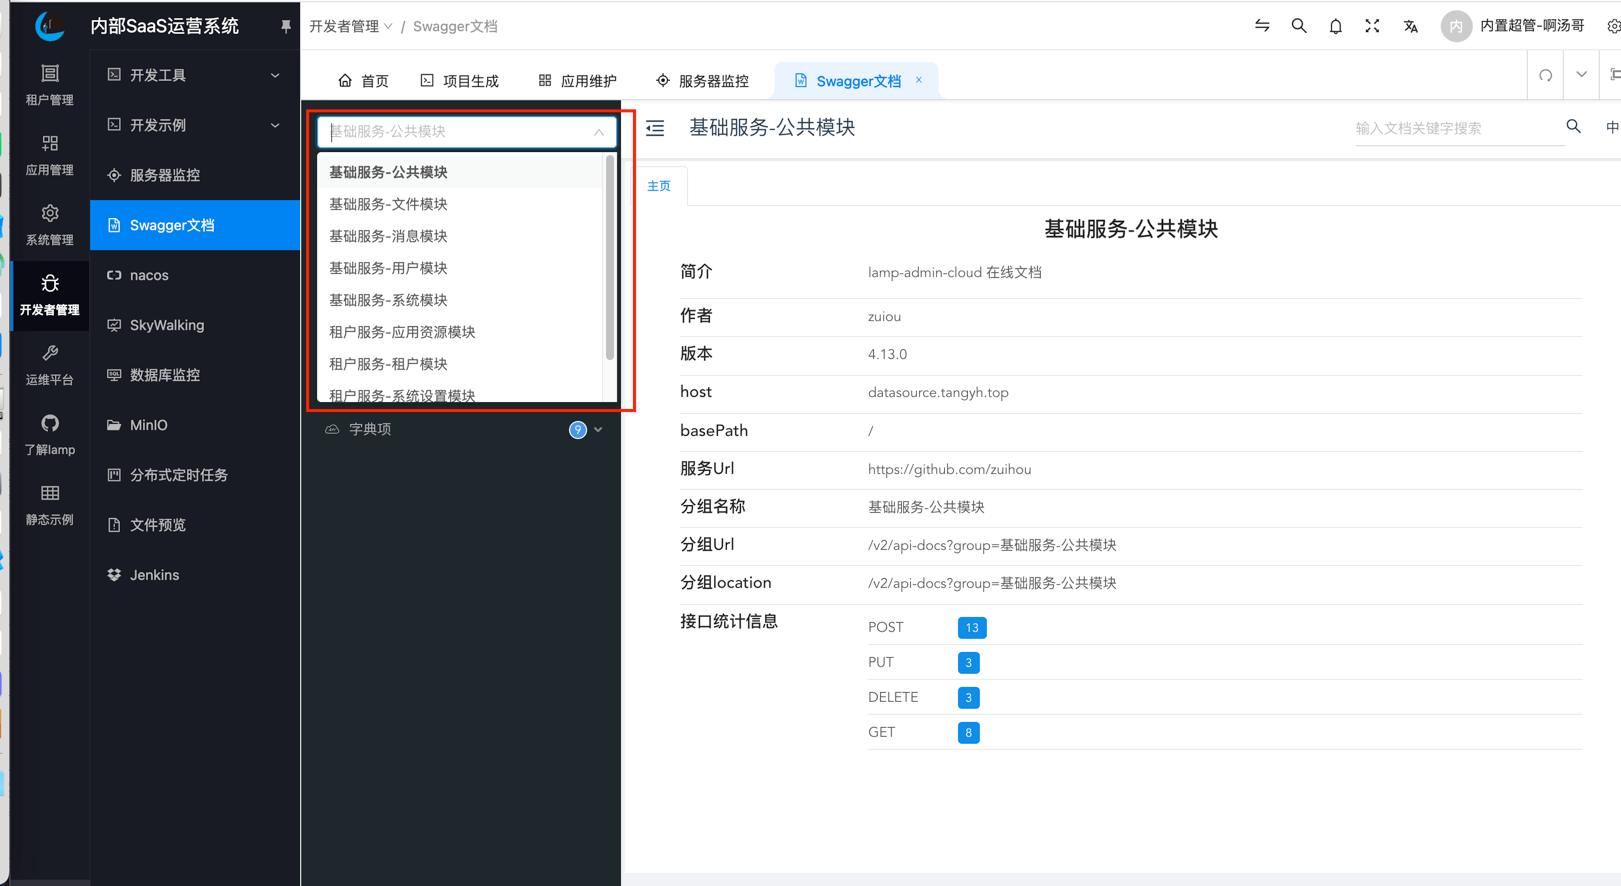 内部SaaS运营系统
开发者管理 / Swagger文档
内 内置超管-啊汤哥
首页 项目生成 应用维护 服务器监控 Swagger文档 ×
租户管理
应用管理
系统管理
开发者管理
运维平台
了解lamp
静态示例
开发工具
开发示例
服务器监控
Swagger文档
nacos
SkyWalking
数据库监控
MinIO
分布式定时任务
文件预览
Jenkins
基础服务-公共模块
基础服务-公共模块
基础服务-文件模块
基础服务-消息模块
基础服务-用户模块
基础服务-系统模块
租户服务-应用资源模块
租户服务-租户模块
租户服务-系统设置模块
字典项 9
基础服务-公共模块
输入文档关键字搜索
中
主页
基础服务-公共模块
简介 lamp-admin-cloud 在线文档
作者 zuiou
版本 4.13.0
host datasource.tangyh.top
basePath /
服务Url https://github.com/zuihou
分组名称 基础服务-公共模块
分组Url /v2/api-docs?group=基础服务-公共模块
分组location /v2/api-docs?group=基础服务-公共模块
接口统计信息
POST 13
PUT 3
DELETE 3
GET 8